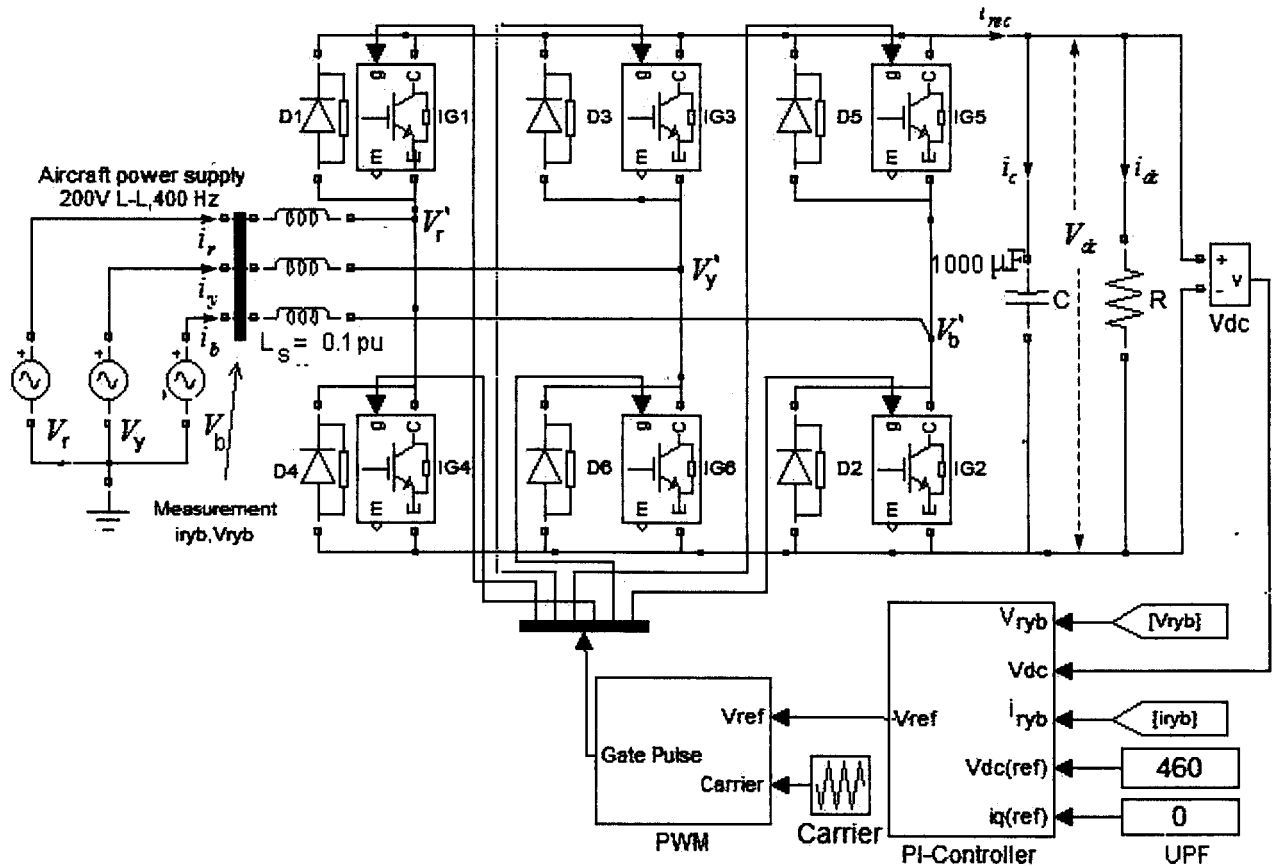 i_rec
g
C
D1
IG1
m
E
g
C
D3
IG3
m
E
g
C
D5
IG5
m
E
Aircraft power supply
200V L-L, 400 Hz
i_r
i_y
i_b
V_r'
V_y'
V_b'
L_S = 0.1 pu
i_c
i_dc
V_dc
1000 μF
C
R
+
-
v
Vdc
V_r
V_y
V_b
Measurement
iryb,Vryb
g
C
D4
IG4
m
E
g
C
D6
IG6
m
E
g
C
D2
IG2
m
E
V_ryb
[Vryb]
Vdc
i_ryb
[iryb]
Vref
Vref
Gate Pulse
Carrier
Vdc(ref)
460
iq(ref)
0
PWM
Carrier
PI-Controller
UPF